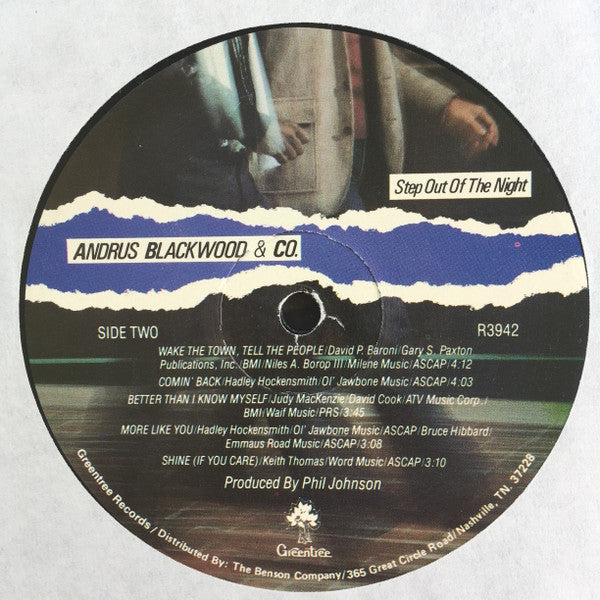 Step Out Of The Night
ANDRUS BLACKWOOD & CO.
SIDE TWO
R3942
WAKE THE TOWN, TELL THE PEOPLE/David P. Baroni/Gary S. Paxton
Publications, Inc./BMI/Niles A. Borop III/Milene Music/ASCAP/4:12
COMIN' BACK/Hadley Hockensmith/Ol' Jawbone Music/ASCAP/4:03
BETTER THAN I KNOW MYSELF/Judy MacKenzie/David Cook/ATV Music Corp./
BMI/Waif Music/PRS/3:45
MORE LIKE YOU/Hadley Hockensmith/Ol' Jawbone Music/ASCAP/Bruce Hibbard/
Emmaus Road Music/ASCAP/3:08
SHINE (IF YOU CARE)/Keith Thomas/Word Music/ASCAP/3:10
Produced By Phil Johnson
Greentree
Greentree Records / Distributed By: The Benson Company/365 Great Circle Road/Nashville, TN. 37228